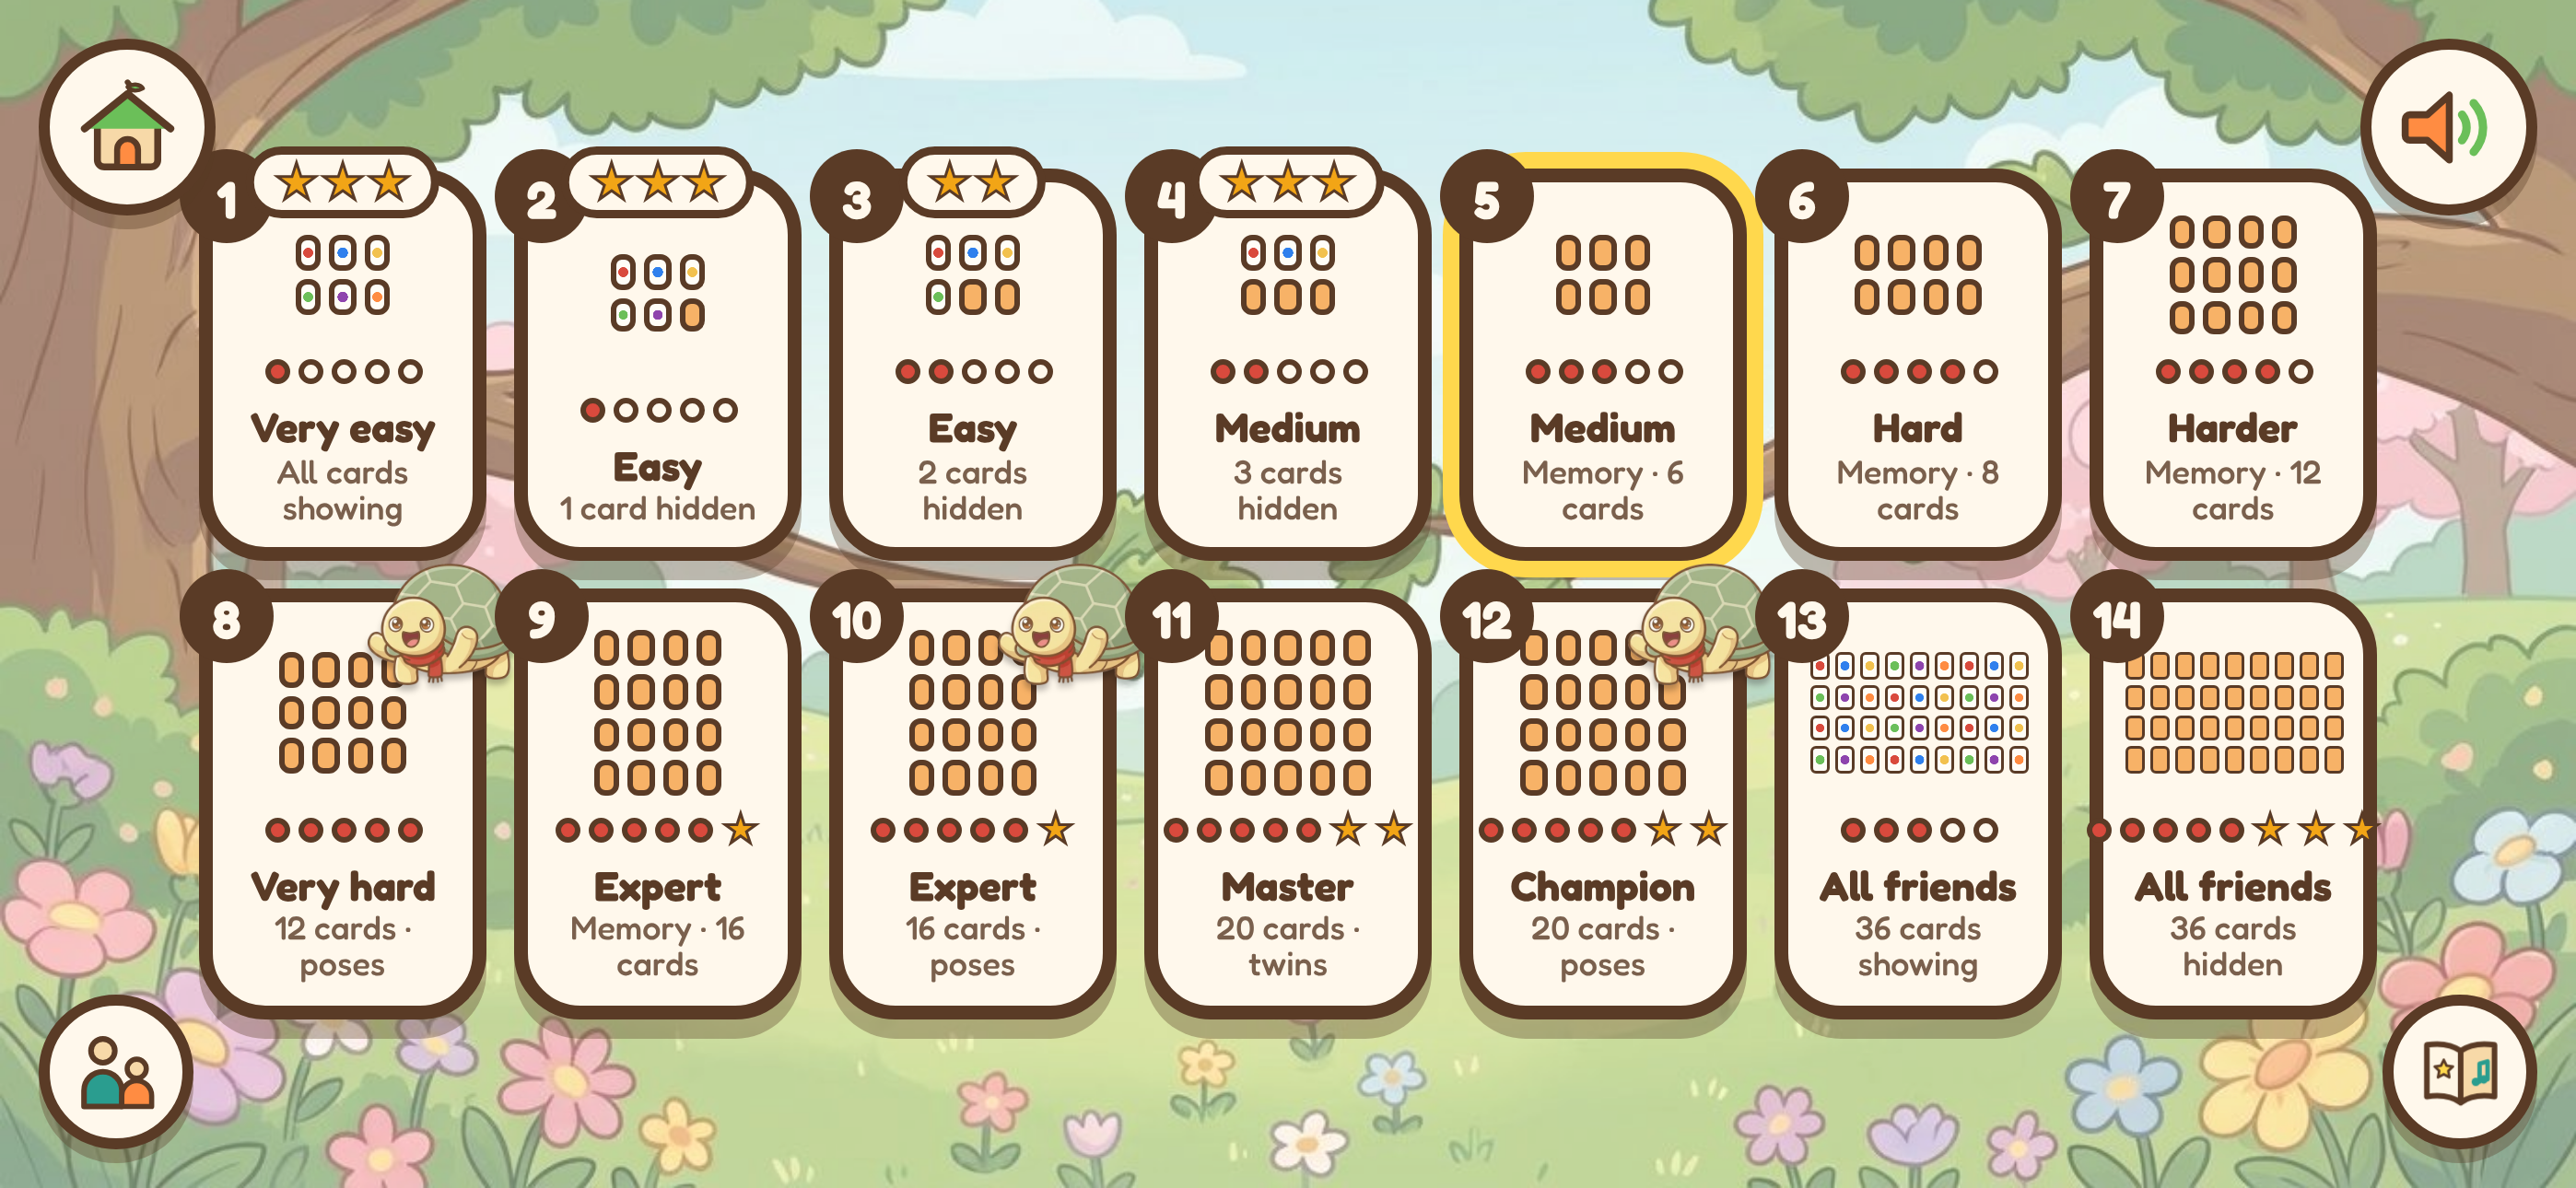 1
Very easy
All cards
showing
2
Easy
1 card hidden
3
Easy
2 cards
hidden
4
Medium
3 cards
hidden
5
Medium
Memory · 6
cards
6
Hard
Memory · 8
cards
7
Harder
Memory · 12
cards
8
Very hard
12 cards ·
poses
9
Expert
Memory · 16
cards
10
Expert
16 cards ·
poses
11
Master
20 cards ·
twins
12
Champion
20 cards ·
poses
13
All friends
36 cards
showing
14
All friends
36 cards
hidden